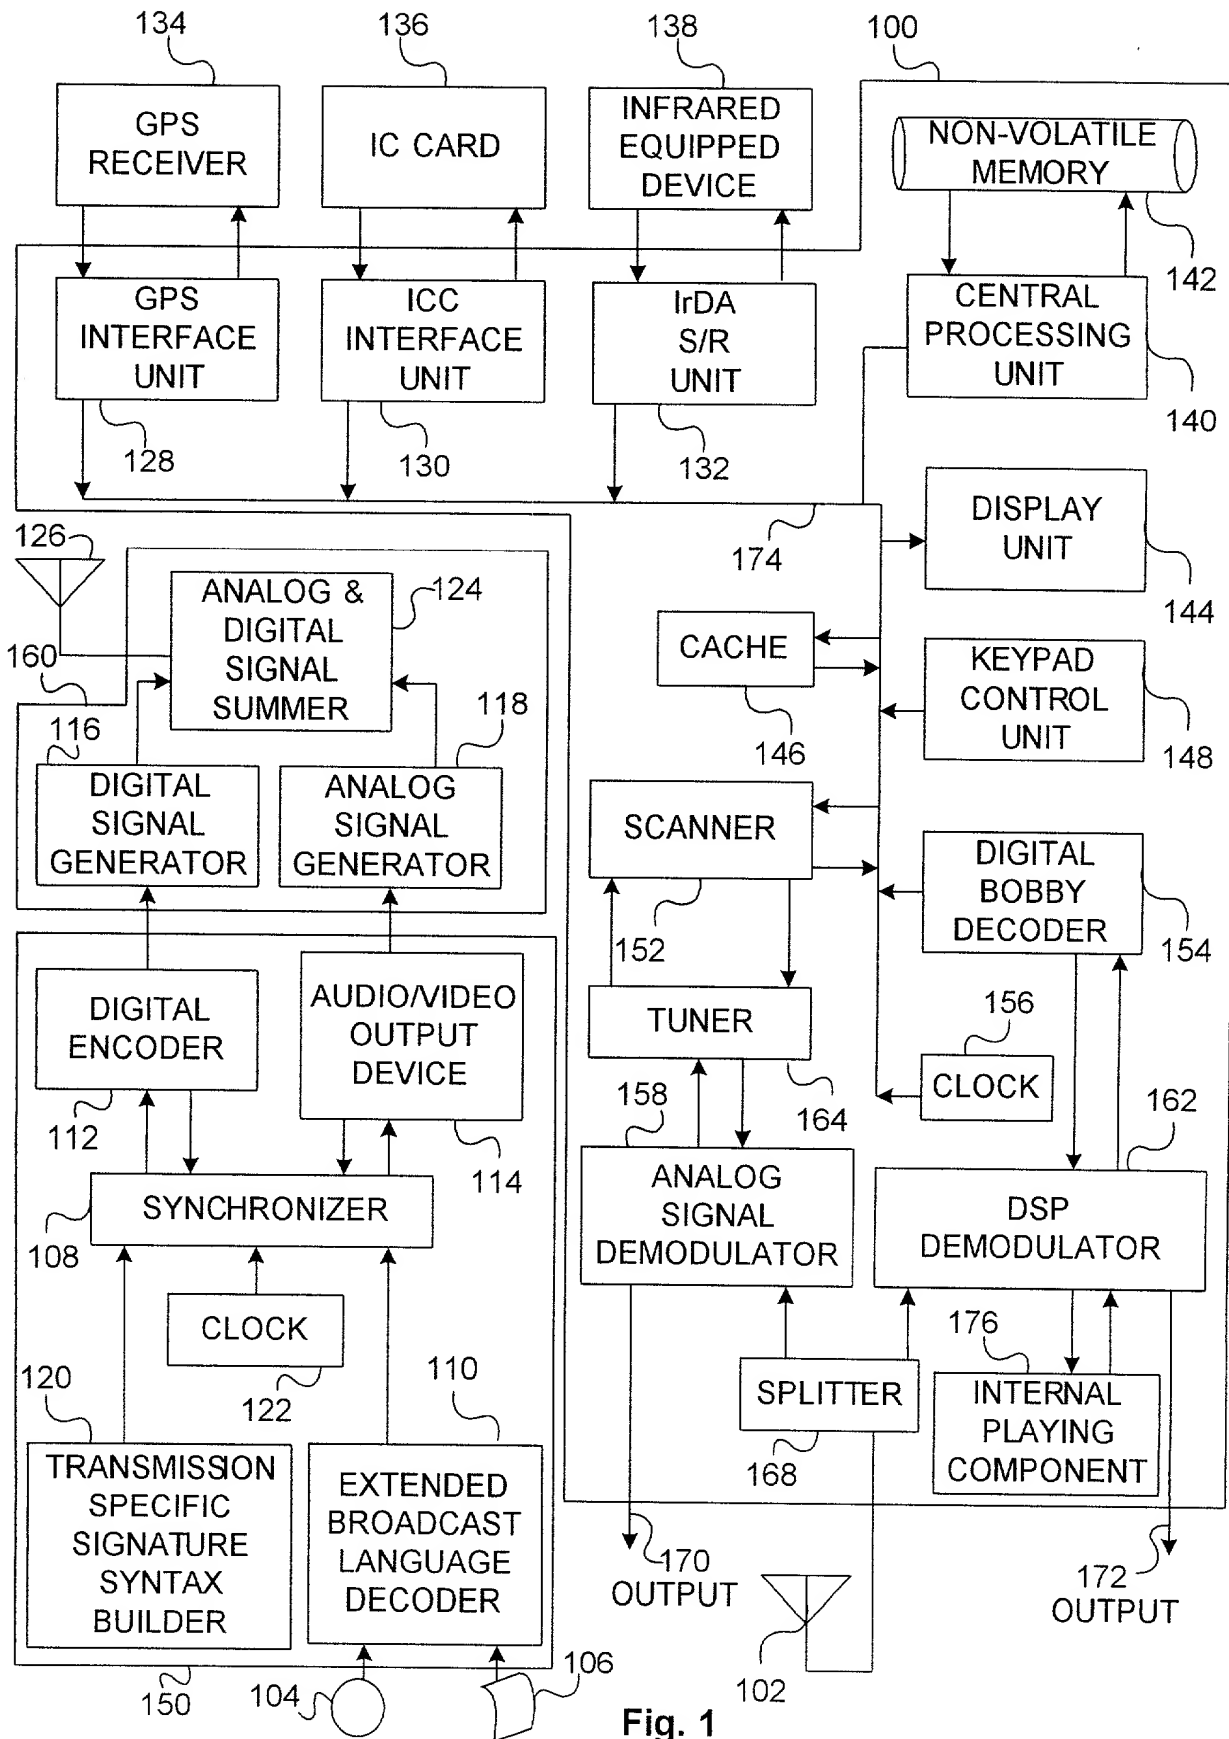 134
136
138
100
GPS
RECEIVER
IC CARD
INFRARED
EQUIPPED
DEVICE
NON-VOLATILE
MEMORY
142
GPS
INTERFACE
UNIT
ICC
INTERFACE
UNIT
IrDA
S/R
UNIT
CENTRAL
PROCESSING
UNIT
140
128
130
132
174
DISPLAY
UNIT
144
126
ANALOG &
DIGITAL
SIGNAL
SUMMER
124
160
CACHE
146
KEYPAD
CONTROL
UNIT
148
116
118
DIGITAL
SIGNAL
GENERATOR
ANALOG
SIGNAL
GENERATOR
SCANNER
152
DIGITAL
BOBBY
DECODER
154
DIGITAL
ENCODER
112
AUDIO/VIDEO
OUTPUT
DEVICE
114
TUNER
164
156
CLOCK
158
162
SYNCHRONIZER
108
ANALOG
SIGNAL
DEMODULATOR
DSP
DEMODULATOR
CLOCK
122
110
120
SPLITTER
168
176
INTERNAL
PLAYING
COMPONENT
TRANSMISSION
SPECIFIC
SIGNATURE
SYNTAX
BUILDER
EXTENDED
BROADCAST
LANGUAGE
DECODER
170
OUTPUT
172
OUTPUT
150
104
106
102
Fig. 1